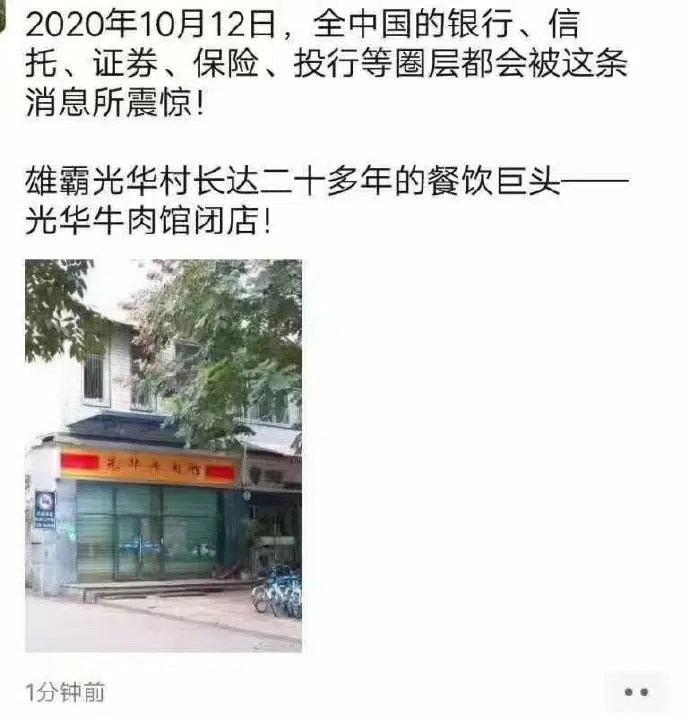 2020年10月12日，全中国的银行、信
托、证券、保险、投行等圈层都会被这条
消息所震惊！
雄霸光华村长达二十多年的餐饮巨头——
光华牛肉馆闭店！
光华牛肉馆
1分钟前